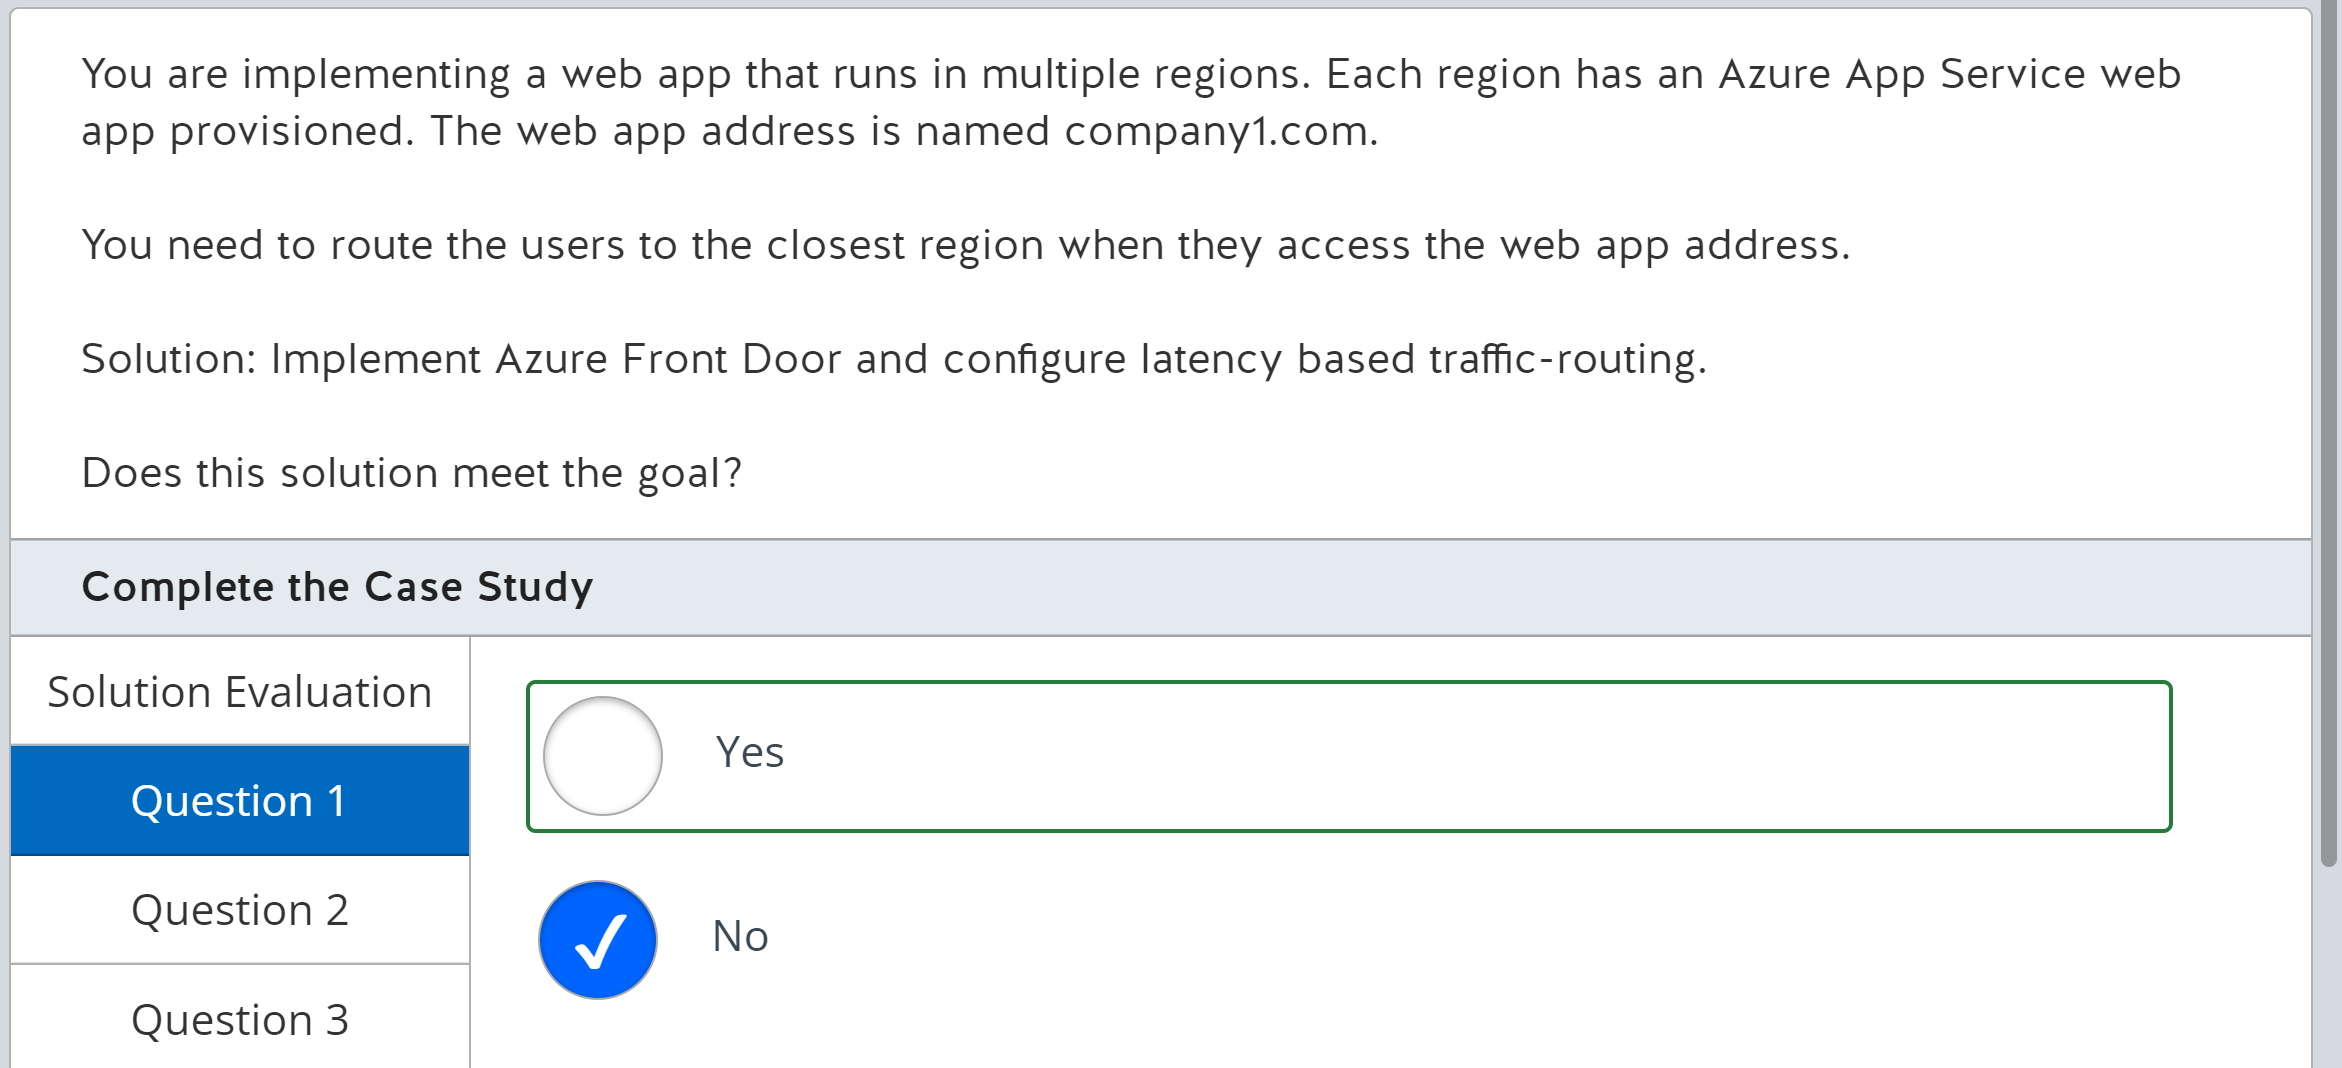 You are implementing a web app that runs in multiple regions. Each region has an Azure App Service web
app provisioned. The web app address is named company1.com.
You need to route the users to the closest region when they access the web app address.
Solution: Implement Azure Front Door and configure latency based traffic-routing.
Does this solution meet the goal?
Complete the Case Study
Solution Evaluation
Question 1
Question 2
Question 3
Yes
No